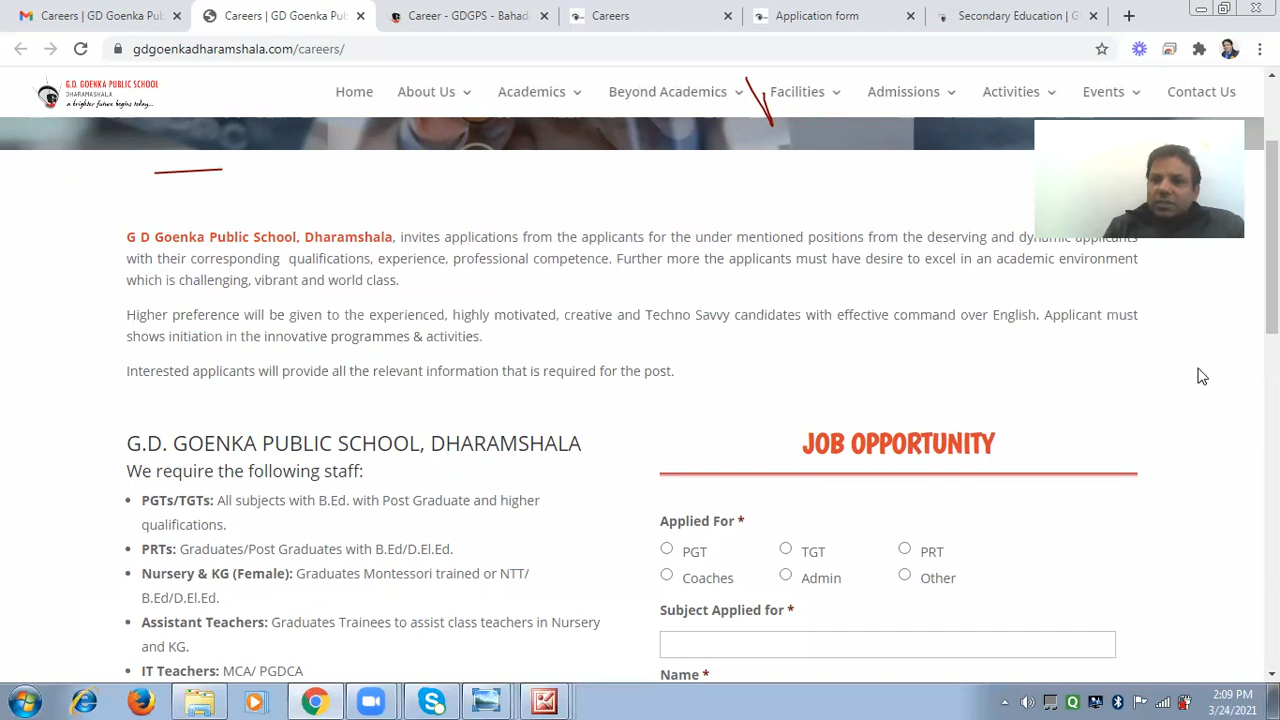 Careers | GD Goenka Pub
Careers | GD Goenka Pu
Career - GDGPS - Bahad
Careers
Application form
Secondary Education | G
gdgoenkadharamshala.com/careers/
G.D. GOENKA PUBLIC SCHOOL
DHARAMSHALA
a brighter future begins today...
Home About Us Academics Beyond Academics Facilities Admissions Activities Events Contact Us
G D Goenka Public School, Dharamshala, invites applications from the applicants for the under mentioned positions from the deserving and dynamic applicants
with their corresponding qualifications, experience, professional competence. Further more the applicants must have desire to excel in an academic environment
which is challenging, vibrant and world class.
Higher preference will be given to the experienced, highly motivated, creative and Techno Savvy candidates with effective command over English. Applicant must
shows initiation in the innovative programmes & activities.
Interested applicants will provide all the relevant information that is required for the post.
G.D. GOENKA PUBLIC SCHOOL, DHARAMSHALA
We require the following staff:
• PGTs/TGTs: All subjects with B.Ed. with Post Graduate and higher
qualifications.
• PRTs: Graduates/Post Graduates with B.Ed/D.El.Ed.
• Nursery & KG (Female): Graduates Montessori trained or NTT/
B.Ed/D.El.Ed.
• Assistant Teachers: Graduates Trainees to assist class teachers in Nursery
and KG.
• IT Teachers: MCA/ PGDCA
JOB OPPORTUNITY
Applied For *
PGT TGT PRT
Coaches Admin Other
Subject Applied for *
Name *
2:09 PM
3/24/2021